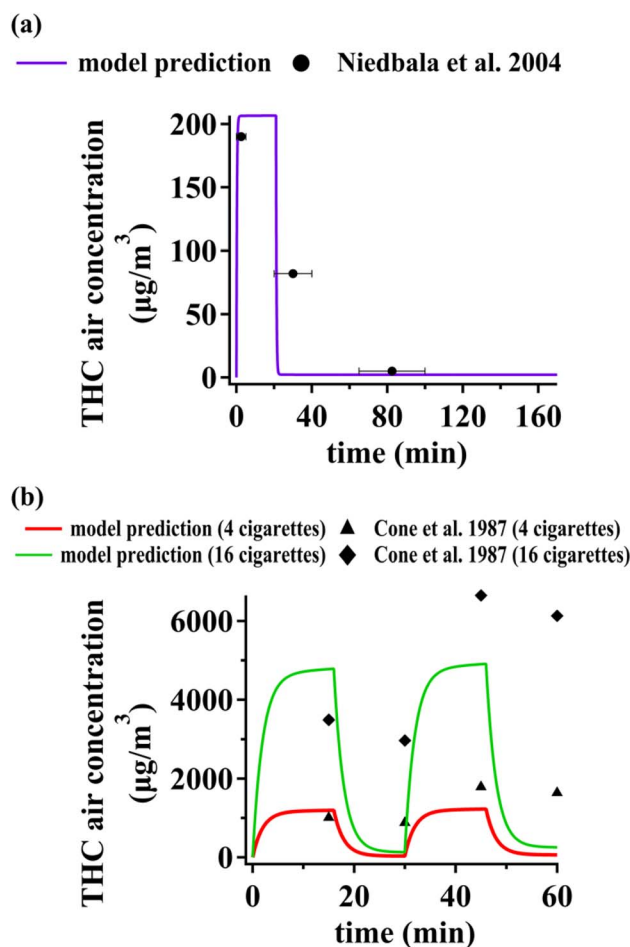 (a)
model prediction Niedbala et al. 2004
200
150
100
50
0
THC air concentration
(µg/m³)
0 40 80 120 160
time (min)
(b)
model prediction (4 cigarettes) Cone et al. 1987 (4 cigarettes)
model prediction (16 cigarettes) Cone et al. 1987 (16 cigarettes)
6000
4000
2000
0
THC air concentration
(µg/m³)
0 20 40 60
time (min)